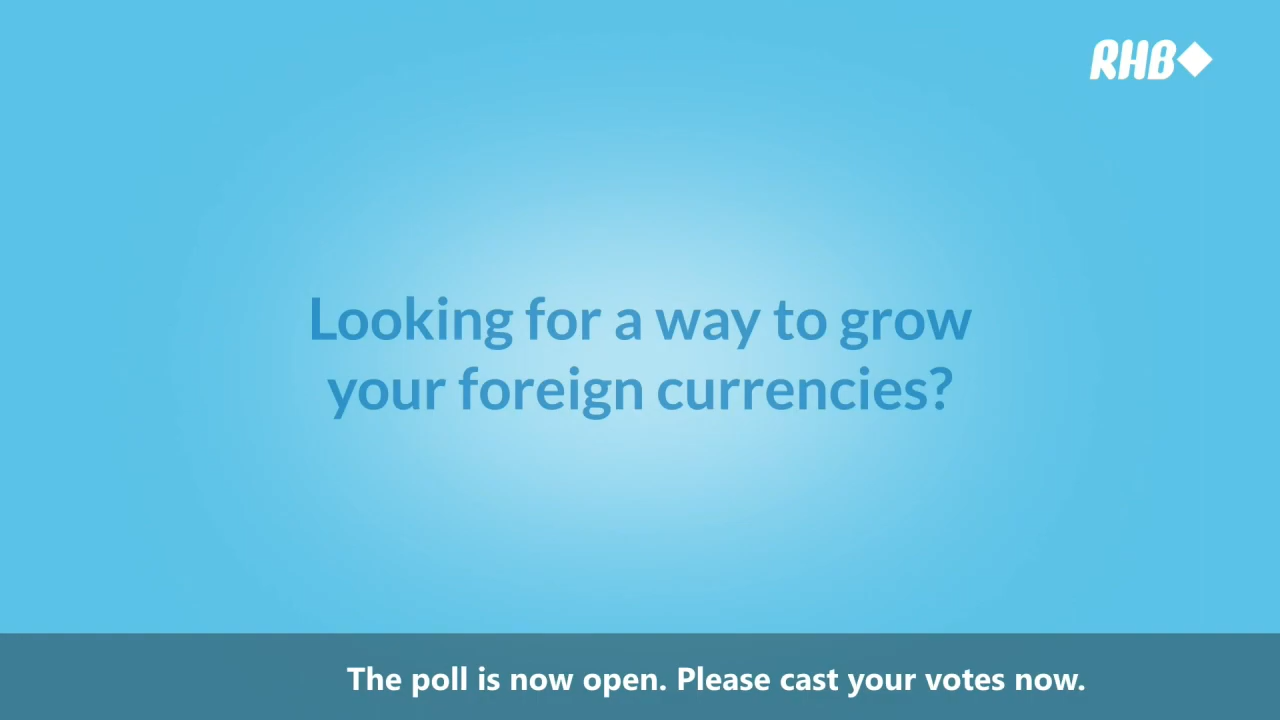 RHB
Looking for a way to grow
your foreign currencies?
The poll is now open. Please cast your votes now.